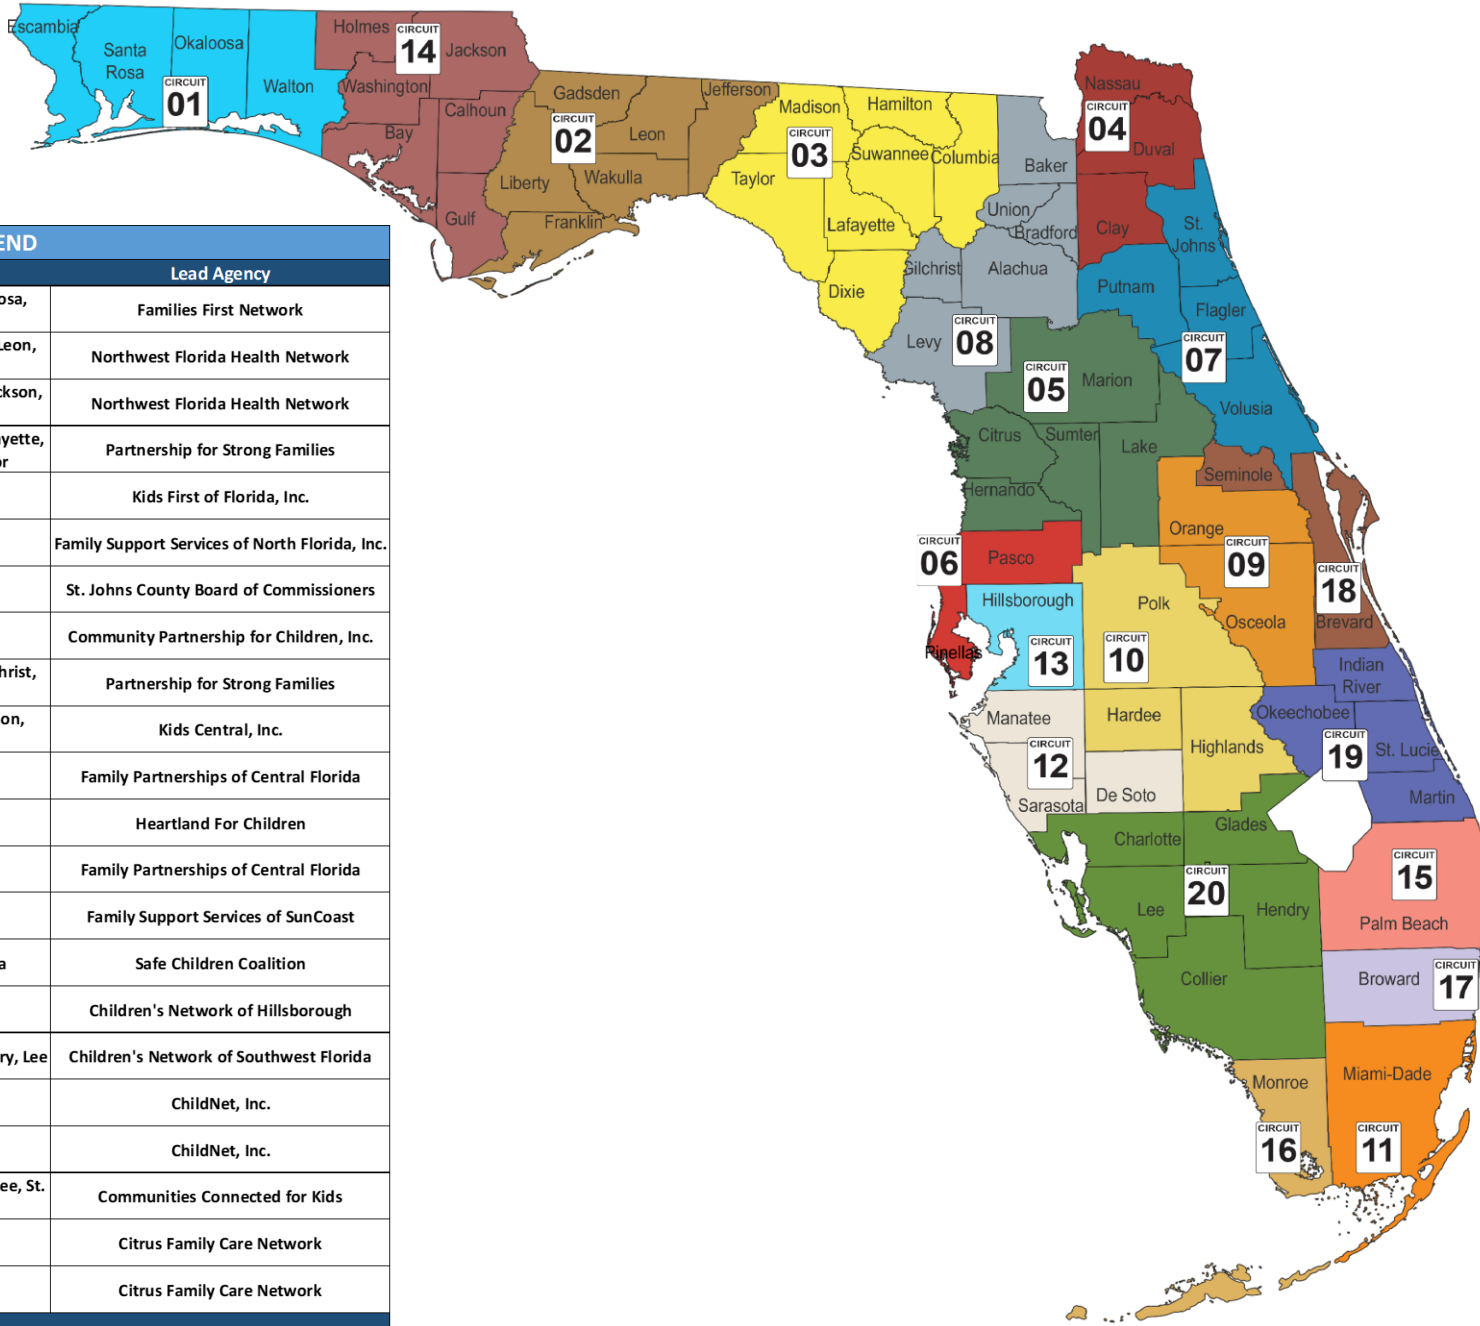 END
Lead Agency
osa,
Families First Network
Leon,
Northwest Florida Health Network
ckson,
Northwest Florida Health Network
yette,
or
Partnership for Strong Families
Kids First of Florida, Inc.
Family Support Services of North Florida, Inc.
St. Johns County Board of Commissioners
Community Partnership for Children, Inc.
hrist,
Partnership for Strong Families
on,
Kids Central, Inc.
Family Partnerships of Central Florida
Heartland For Children
Family Partnerships of Central Florida
Family Support Services of SunCoast
a
Safe Children Coalition
Children's Network of Hillsborough
ry, Lee
Children's Network of Southwest Florida
ChildNet, Inc.
ChildNet, Inc.
ee, St.
Communities Connected for Kids
Citrus Family Care Network
Citrus Family Care Network
Escambia
Santa
Rosa
Okaloosa
Walton
CIRCUIT
01
Holmes
CIRCUIT
14
Jackson
Washington
Calhoun
Bay
Gulf
Gadsden
CIRCUIT
02
Leon
Jefferson
Liberty
Wakulla
Franklin
Madison
Hamilton
CIRCUIT
03
Suwannee
Columbia
Taylor
Lafayette
Dixie
Baker
Union
Bradford
Gilchrist
Alachua
Levy
CIRCUIT
08
Nassau
CIRCUIT
04
Duval
Clay
St.
Johns
Putnam
Flagler
CIRCUIT
07
Volusia
CIRCUIT
05
Marion
Citrus
Sumter
Lake
Hernando
Seminole
Orange
CIRCUIT
09
Osceola
CIRCUIT
18
Brevard
CIRCUIT
06
Pasco
Pinellas
Hillsborough
CIRCUIT
13
Polk
CIRCUIT
10
Hardee
Highlands
Manatee
CIRCUIT
12
Sarasota
De Soto
Indian
River
Okeechobee
CIRCUIT
19
St. Lucie
Martin
Charlotte
Glades
CIRCUIT
20
Lee
Hendry
Collier
CIRCUIT
15
Palm Beach
Broward
CIRCUIT
17
Monroe
CIRCUIT
16
Miami-Dade
CIRCUIT
11